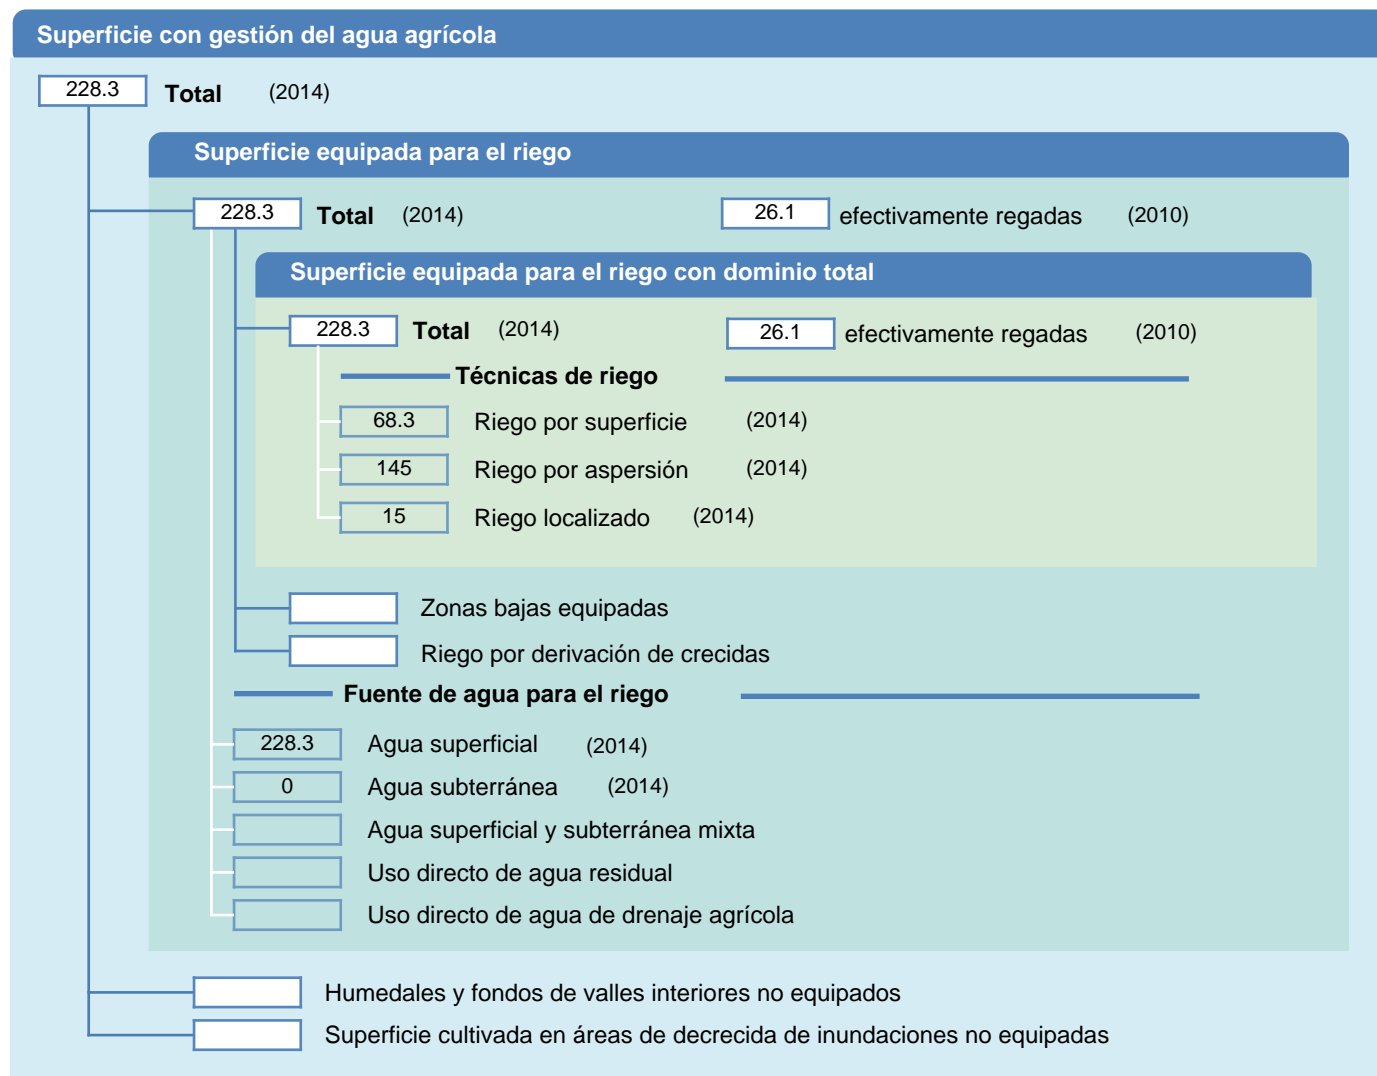 Superficie con gestión del agua agrícola
228.3 Total (2014)
Superficie equipada para el riego
228.3 Total (2014) 26.1 efectivamente regadas (2010)
Superficie equipada para el riego con dominio total
228.3 Total (2014) 26.1 efectivamente regadas (2010)
Técnicas de riego
68.3 Riego por superficie (2014)
145 Riego por aspersión (2014)
15 Riego localizado (2014)
Zonas bajas equipadas
Riego por derivación de crecidas
Fuente de agua para el riego
228.3 Agua superficial (2014)
0 Agua subterránea (2014)
Agua superficial y subterránea mixta
Uso directo de agua residual
Uso directo de agua de drenaje agrícola
Humedales y fondos de valles interiores no equipados
Superficie cultivada en áreas de decrecida de inundaciones no equipadas